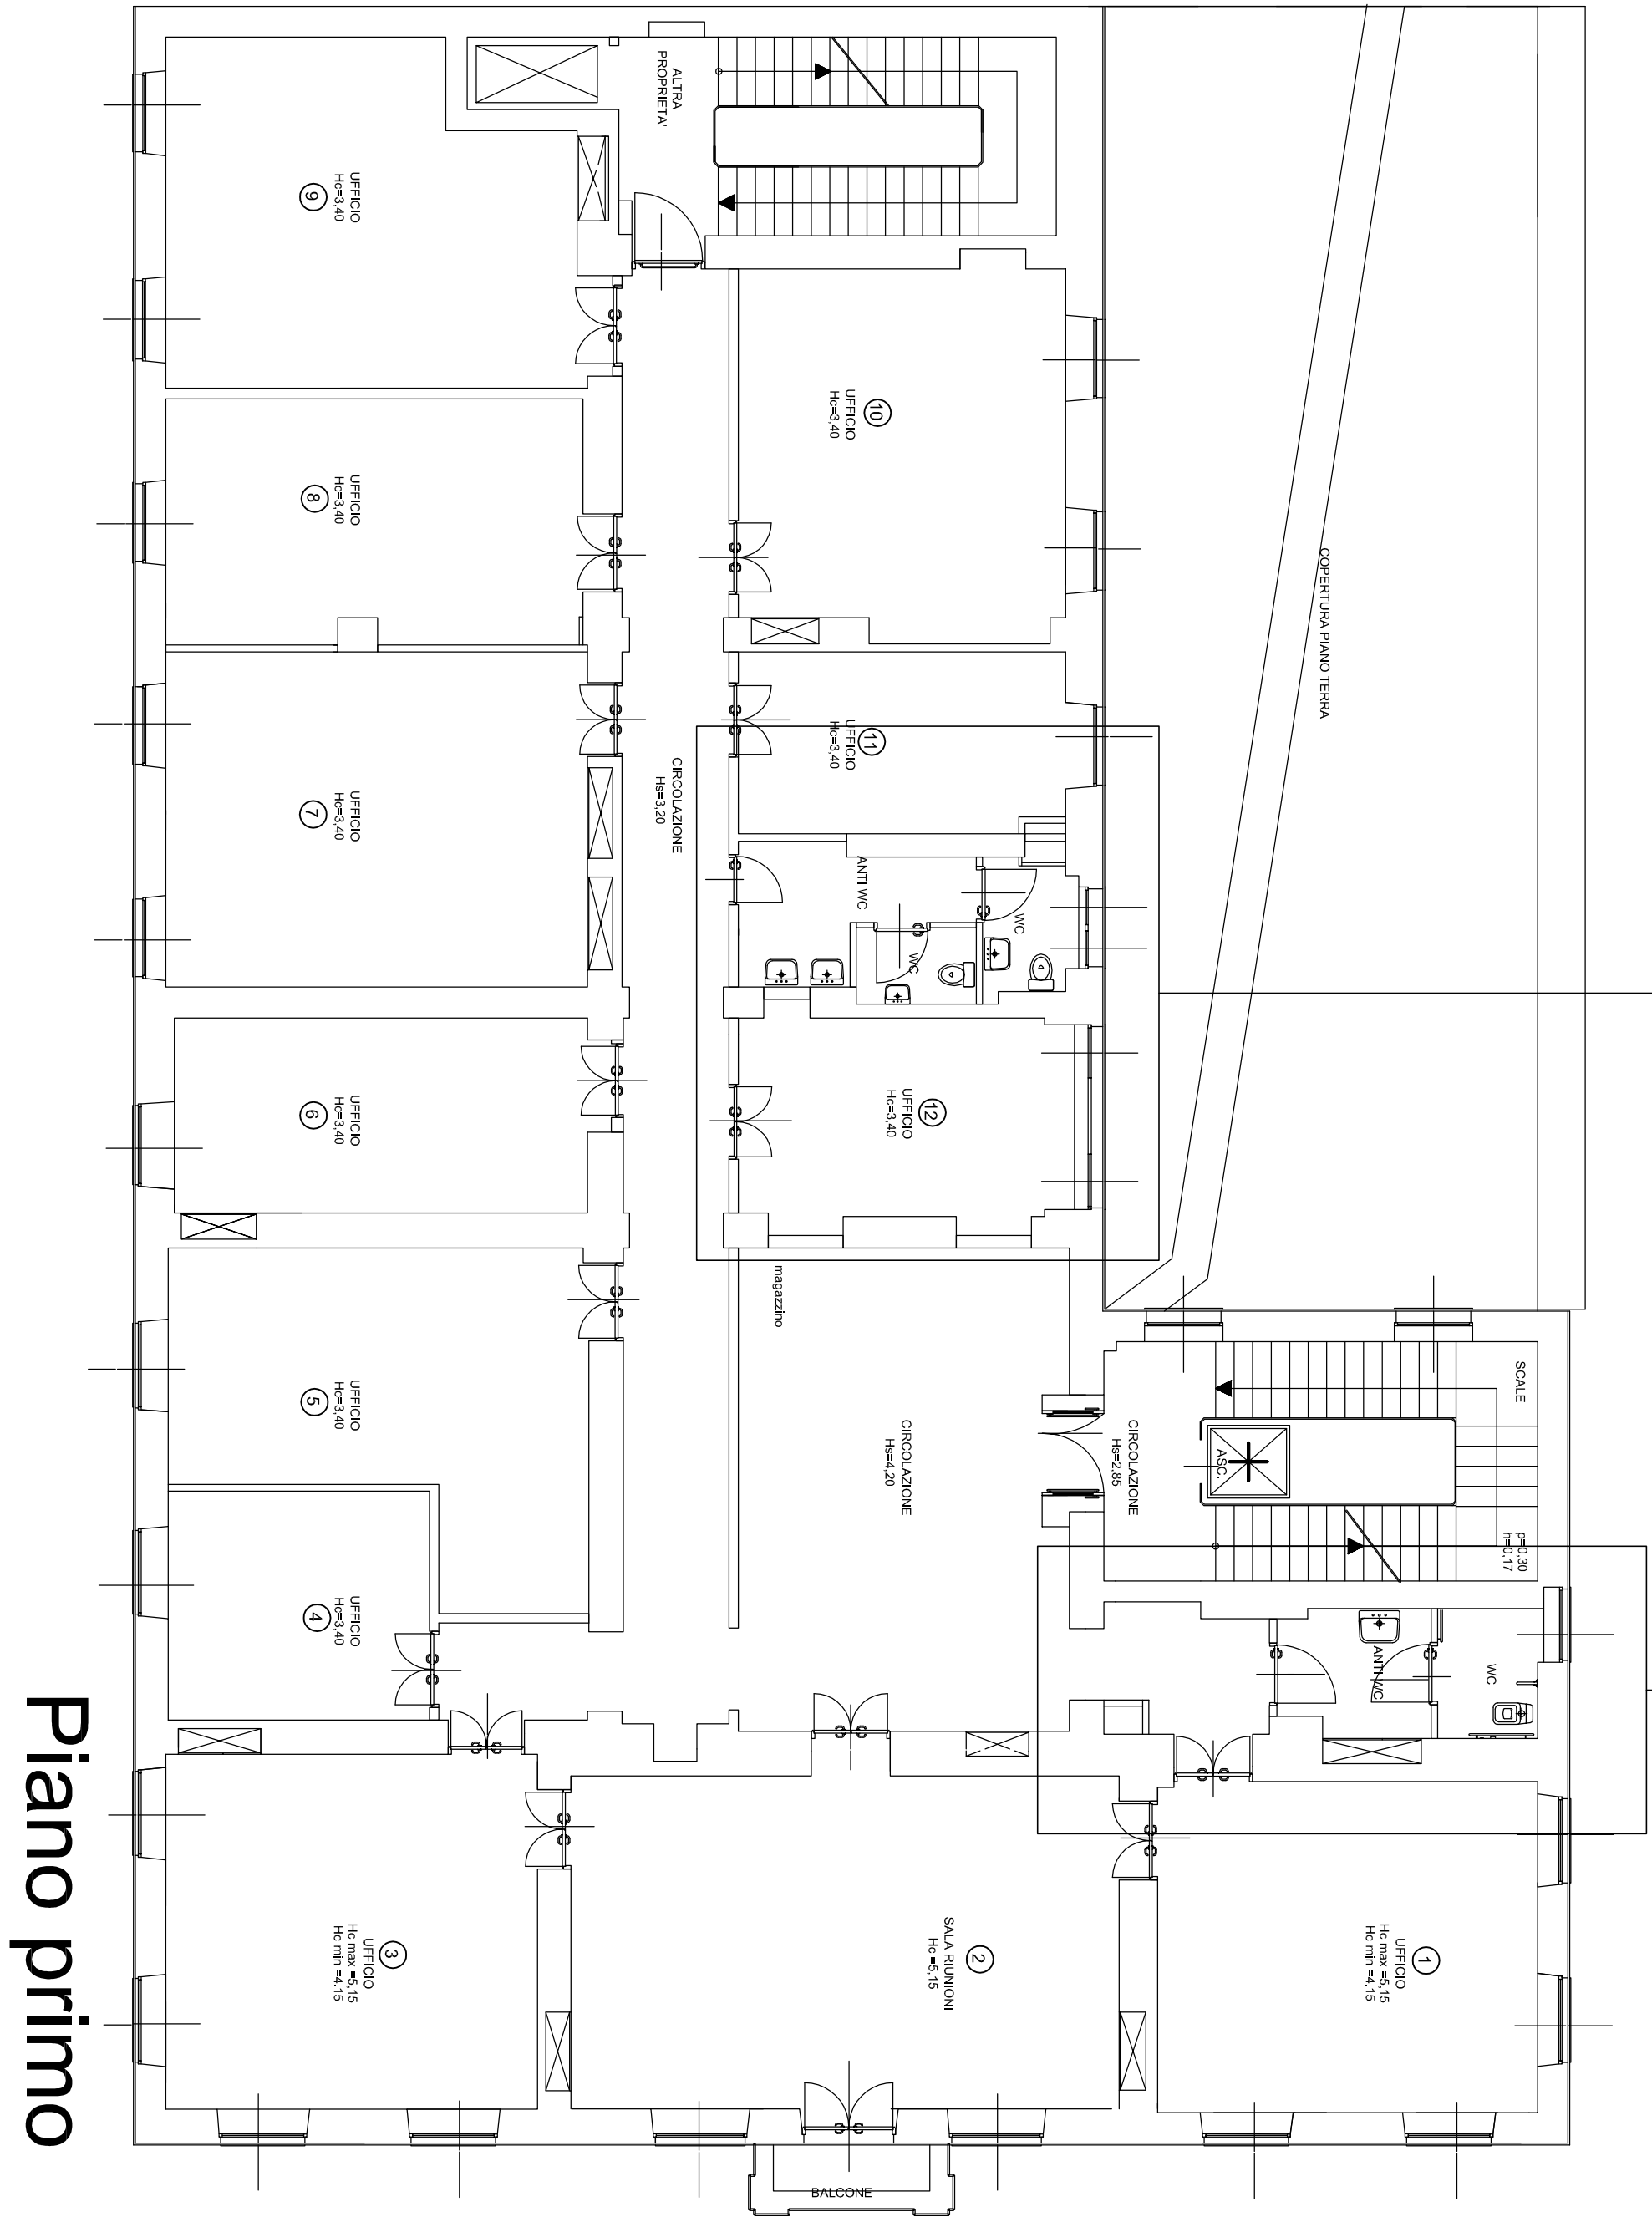 ALTRA
PROPRIETA'
UFFICIO
Hc=3,40
9
10
UFFICIO
Hc=3,40
UFFICIO
Hc=3,40
8
COPERTURA PIANO TERRA
11
UFFICIO
Hc=3,40
CIRCOLAZIONE
Hs=3,20
UFFICIO
Hc=3,40
7
ANTI WC
WC
WC
12
UFFICIO
Hc=3,40
UFFICIO
Hc=3,40
6
magazzino
UFFICIO
Hc=3,40
5
CIRCOLAZIONE
Hs=4,20
CIRCOLAZIONE
Hs=2,85
SCALE
ASC.
p=0,30
h=0,17
UFFICIO
Hc=3,40
4
ANTI WC
WC
3
UFFICIO
Hc max =5,15
Hc min =4,15
2
SALA RIUNIONI
Hc =5,15
1
UFFICIO
Hc max =5,15
Hc min =4,15
BALCONE
Piano primo